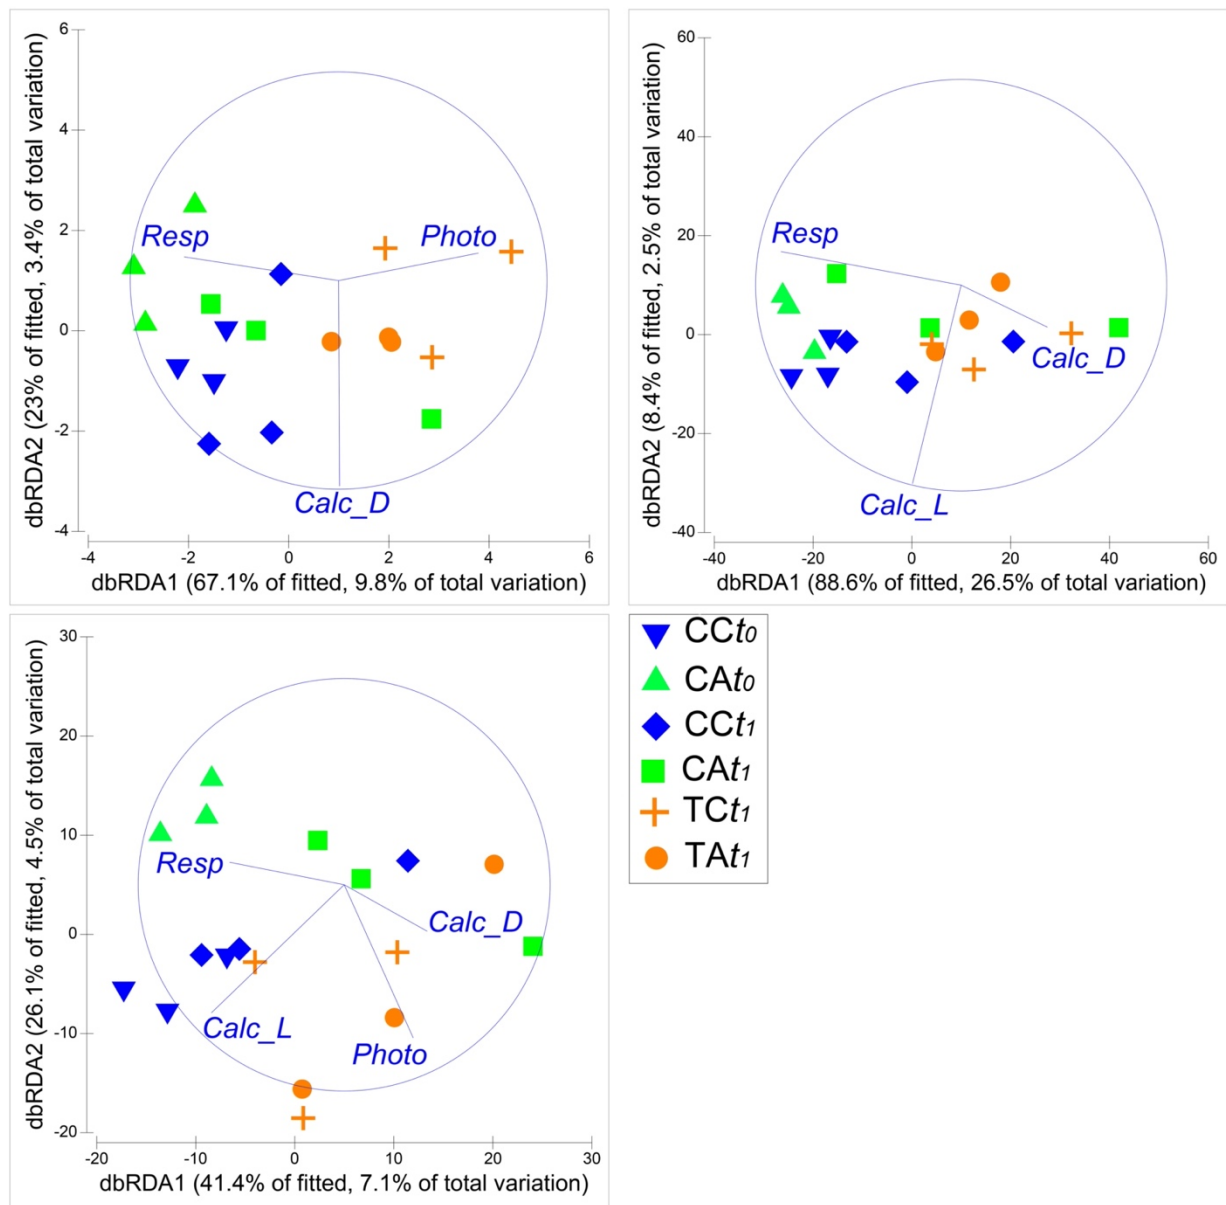 6
4
2
0
-2
-4
dbRDA2 (23% of fitted, 3.4% of total variation)
Resp
Photo
Calc_D
-4 -2 0 2 4 6
dbRDA1 (67.1% of fitted, 9.8% of total variation)
60
40
20
0
-20
-40
dbRDA2 (8.4% of fitted, 2.5% of total variation)
Resp
Calc_D
Calc_L
-40 -20 0 20 40 60
dbRDA1 (88.6% of fitted, 26.5% of total variation)
30
20
10
0
-10
-20
dbRDA2 (26.1% of fitted, 4.5% of total variation)
Resp
Calc_D
Calc_L
Photo
-20 -10 0 10 20 30
dbRDA1 (41.4% of fitted, 7.1% of total variation)
CCt0
CAt0
CCt1
CAt1
TCt1
TAt1